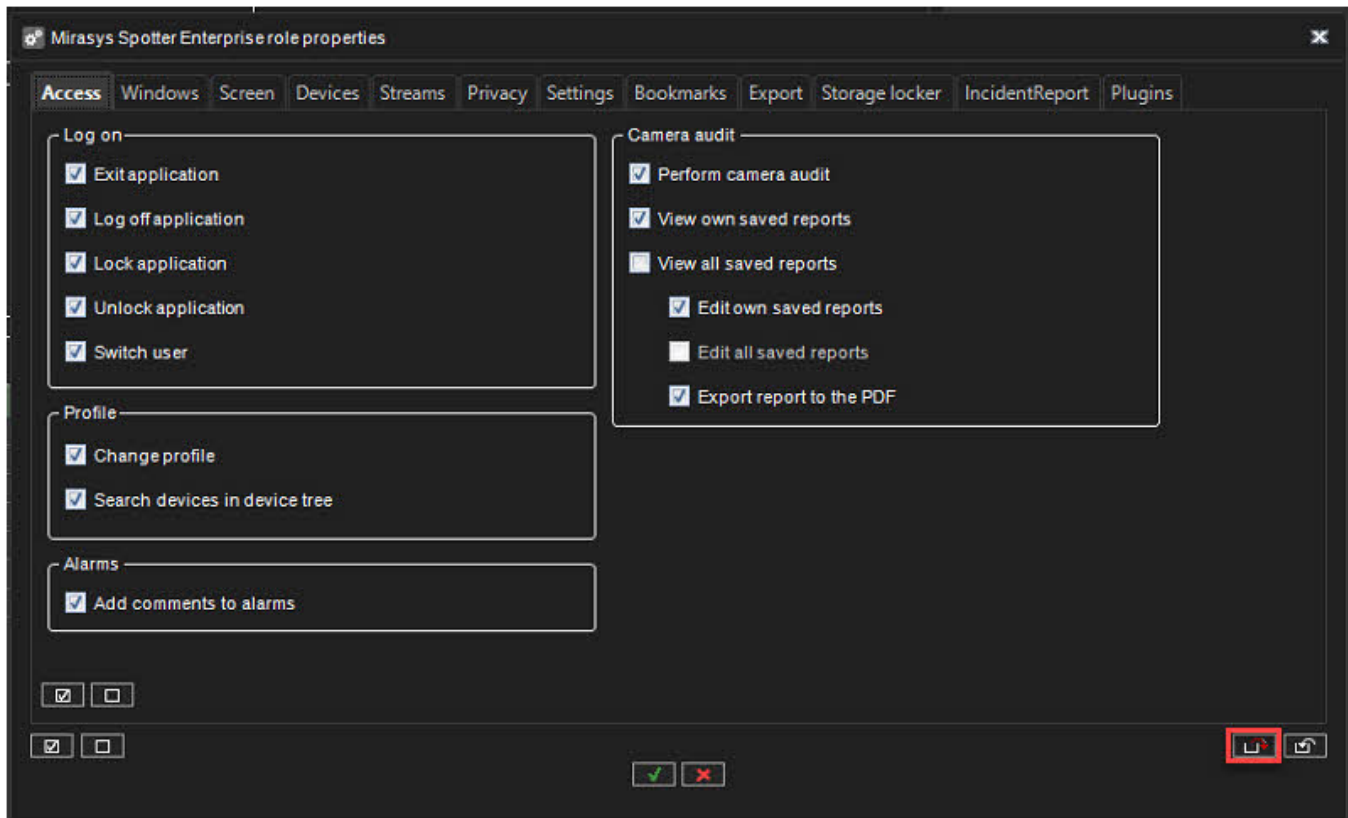 Mirasys Spotter Enterprise role properties
Access Windows Screen Devices Streams Privacy Settings Bookmarks Export Storage locker IncidentReport Plugins
Log on
Exit application
Log off application
Lock application
Unlock application
Switch user
Profile
Change profile
Search devices in device tree
Alarms
Add comments to alarms
Camera audit
Perform camera audit
View own saved reports
View all saved reports
Edit own saved reports
Edit all saved reports
Export report to the PDF